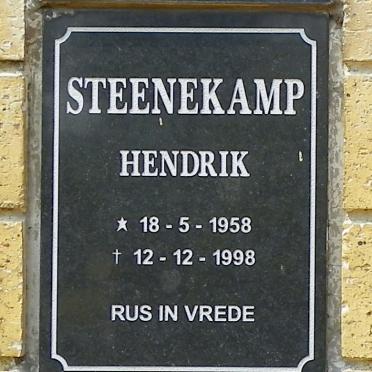 STEENEKAMP
HENDRIK
★ 18 - 5 - 1958
† 12 - 12 - 1998
RUS IN VREDE